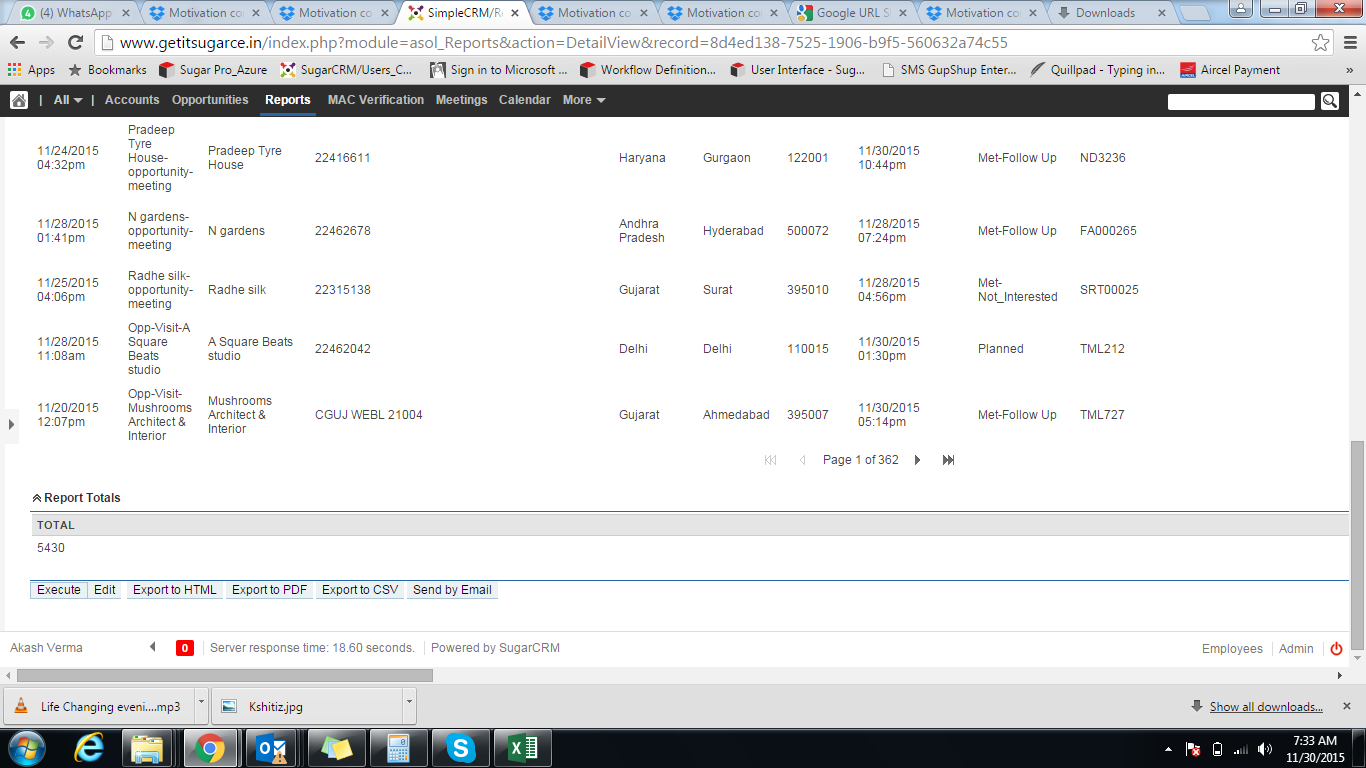 (4) WhatsApp
Motivation co
Motivation co
SimpleCRM/Re
Motivation co
Motivation co
Google URL S
Motivation co
Downloads
www.getitsugarce.in/index.php?module=asol_Reports&action=DetailView&record=8d4ed138-7525-1906-b9f5-560632a74c55
Apps Bookmarks Sugar Pro_Azure SugarCRM/Users_C... Sign in to Microsoft ... Workflow Definition... User Interface - Sug... SMS GupShup Enter... Quillpad - Typing in... Aircel Payment »
| All | Accounts Opportunities Reports MAC Verification Meetings Calendar More
11/24/2015
04:32pm
Pradeep
Tyre
House-
opportunity-
meeting
Pradeep Tyre
House
22416611
Haryana
Gurgaon
122001
11/30/2015
10:44pm
Met-Follow Up
ND3236
11/28/2015
01:41pm
N gardens-
opportunity-
meeting
N gardens
22462678
Andhra
Pradesh
Hyderabad
500072
11/28/2015
07:24pm
Met-Follow Up
FA000265
11/25/2015
04:06pm
Radhe silk-
opportunity-
meeting
Radhe silk
22315138
Gujarat
Surat
395010
11/28/2015
04:56pm
Met-
Not_Interested
SRT00025
11/28/2015
11:08am
Opp-Visit-A
Square
Beats
studio
A Square Beats
studio
22462042
Delhi
Delhi
110015
11/30/2015
01:30pm
Planned
TML212
11/20/2015
12:07pm
Opp-Visit-
Mushrooms
Architect &
Interior
Mushrooms
Architect &
Interior
CGUJ WEBL 21004
Gujarat
Ahmedabad
395007
11/30/2015
05:14pm
Met-Follow Up
TML727
Page 1 of 362
Report Totals
TOTAL
5430
Execute Edit Export to HTML Export to PDF Export to CSV Send by Email
Akash Verma 0 Server response time: 18.60 seconds. Powered by SugarCRM Employees Admin
Life Changing eveni....mp3 Kshitiz.jpg Show all downloads...
7:33 AM
11/30/2015